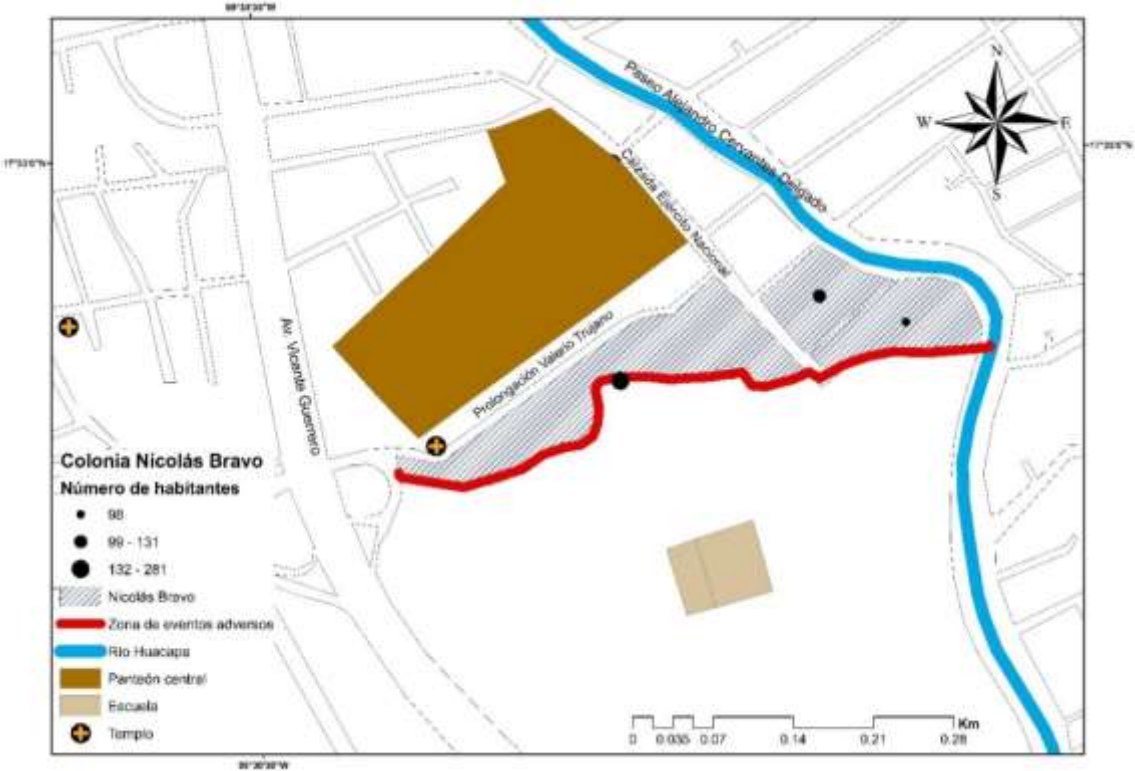 N
W
E
S
Paseo Alejandro Cervantes Delgado
Calzada Ejército Nacional
Prolongación Valerio Trujano
Av. Vicente Guerrero
Colonia Nicolás Bravo
Número de habitantes
98
99 - 131
132 - 281
Nicolás Bravo
Zona de eventos adversos
Río Huacapa
Panteón central
Escuela
Templo
Km
0 0.035 0.07 0.14 0.21 0.28